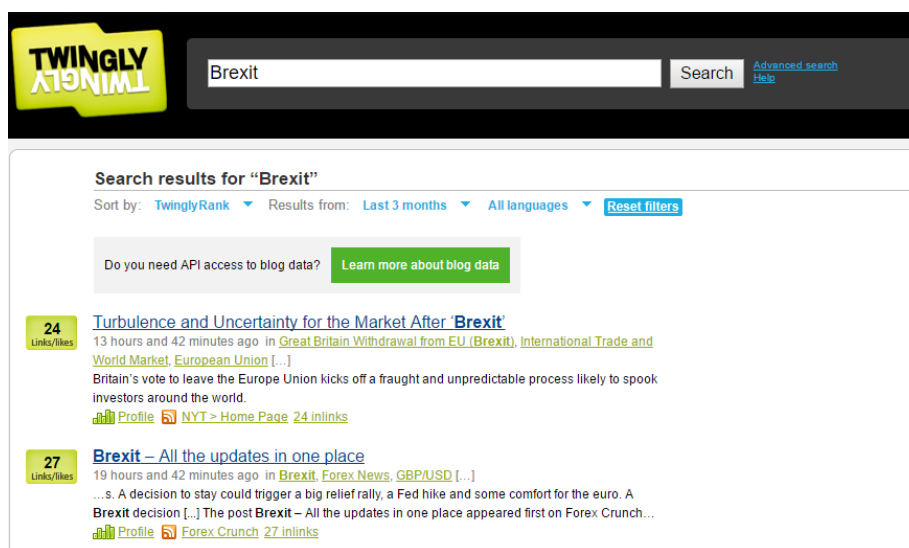 TWINGLY
TWINGLY
Brexit
Search
Advanced search
Help
Search results for “Brexit”
Sort by: TwinglyRank Results from: Last 3 months All languages Reset filters
Do you need API access to blog data? Learn more about blog data
24
Links/likes
Turbulence and Uncertainty for the Market After ‘Brexit’
13 hours and 42 minutes ago in Great Britain Withdrawal from EU (Brexit), International Trade and
World Market, European Union [...]
Britain's vote to leave the Europe Union kicks off a fraught and unpredictable process likely to spook
investors around the world.
Profile NYT > Home Page 24 inlinks
27
Links/likes
Brexit – All the updates in one place
19 hours and 42 minutes ago in Brexit, Forex News, GBP/USD [...]
…s. A decision to stay could trigger a big relief rally, a Fed hike and some comfort for the euro. A
Brexit decision [...] The post Brexit – All the updates in one place appeared first on Forex Crunch…
Profile Forex Crunch 27 inlinks